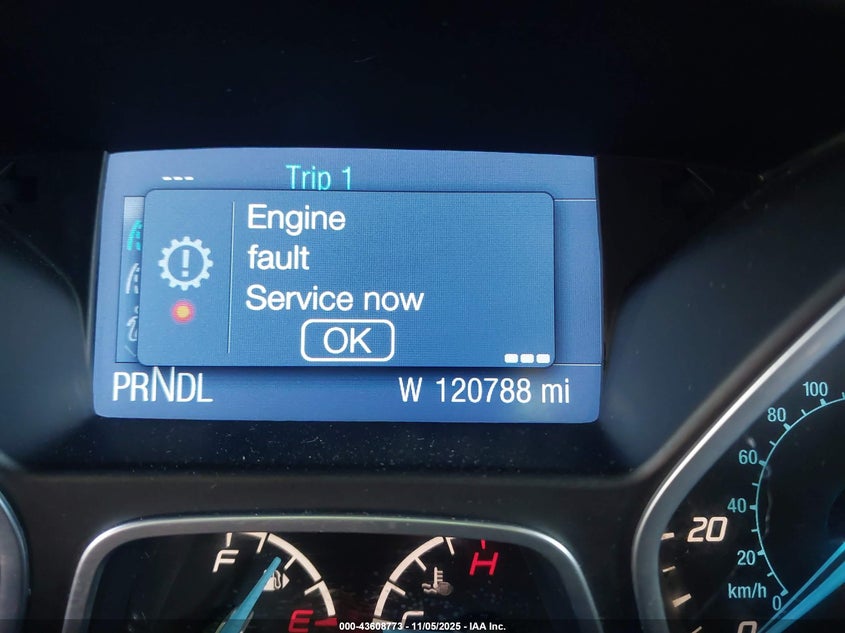 Trip 1
Engine
fault
Service now
OK
PRNDL
W 120788 mi
100
80
60
40
20
20
km/h
0
0
F
E
H
C
000-43608773 - 11/05/2025 - IAA Inc.